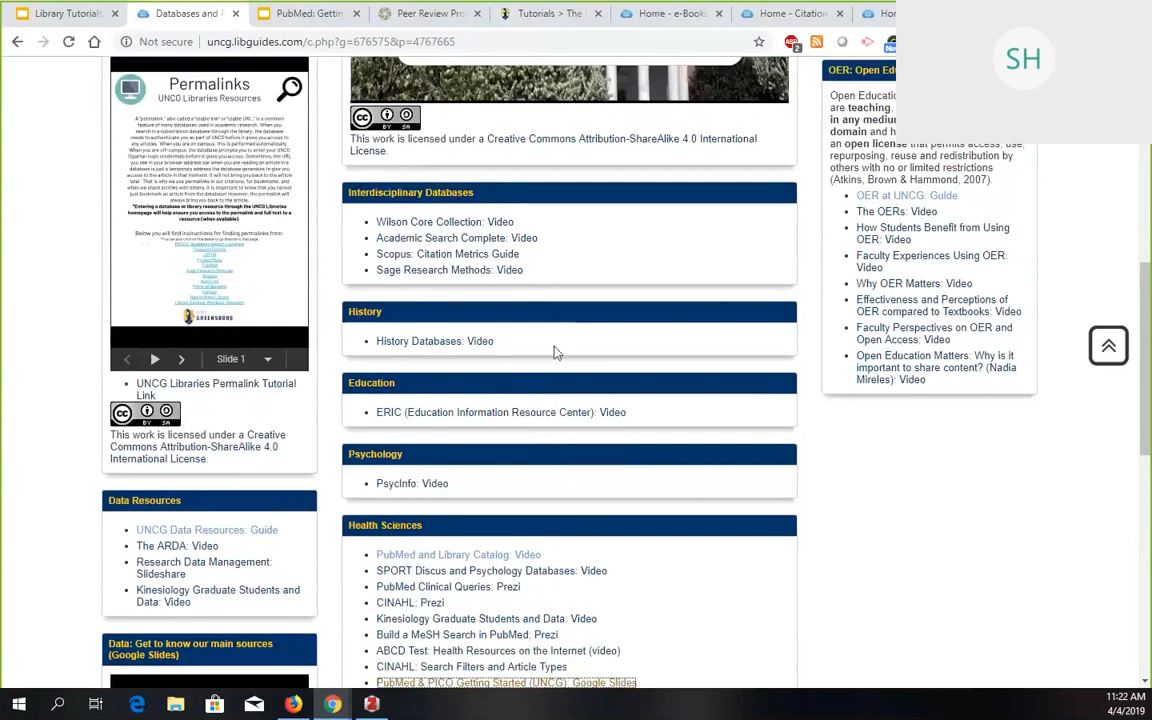 Library Tutorials
Databases and F
PubMed: Gettin
Peer Review Pro
Tutorials > The
Home - e-Books
Home - Citation
Hor
Not secure
uncg.libguides.com/c.php?g=676575&p=4767665
SH
Permalinks
UNCG Libraries Resources
GREENSBORO
Slide 1
UNCG Libraries Permalink Tutorial
Link
BY SA
This work is licensed under a Creative
Commons Attribution-ShareAlike 4.0
International License.
Data Resources
UNCG Data Resources: Guide
The ARDA: Video
Research Data Management:
Slideshare
Kinesiology Graduate Students and
Data: Video
Data: Get to know our main sources
(Google Slides)
BY SA
This work is licensed under a Creative Commons Attribution-ShareAlike 4.0 International
License.
Interdisciplinary Databases
Wilson Core Collection: Video
Academic Search Complete: Video
Scopus: Citation Metrics Guide
Sage Research Methods: Video
History
History Databases: Video
Education
ERIC (Education Information Resource Center): Video
Psychology
PsycInfo: Video
Health Sciences
PubMed and Library Catalog: Video
SPORT Discus and Psychology Databases: Video
PubMed Clinical Queries: Prezi
CINAHL: Prezi
Kinesiology Graduate Students and Data: Video
Build a MeSH Search in PubMed: Prezi
ABCD Test: Health Resources on the Internet (video)
CINAHL: Search Filters and Article Types
PubMed & PICO Getting Started (UNCG): Google Slides
OER: Open Edu
Open Educatio
are teaching,
in any medium
domain and h
an open license that permits access, use,
repurposing, reuse and redistribution by
others with no or limited restrictions
(Atkins, Brown & Hammond, 2007).
OER at UNCG: Guide
The OERs: Video
How Students Benefit from Using
OER: Video
Faculty Experiences Using OER:
Video
Why OER Matters: Video
Effectiveness and Perceptions of
OER compared to Textbooks: Video
Faculty Perspectives on OER and
Open Access: Video
Open Education Matters: Why is it
important to share content? (Nadia
Mireles): Video
11:22 AM
4/4/2019